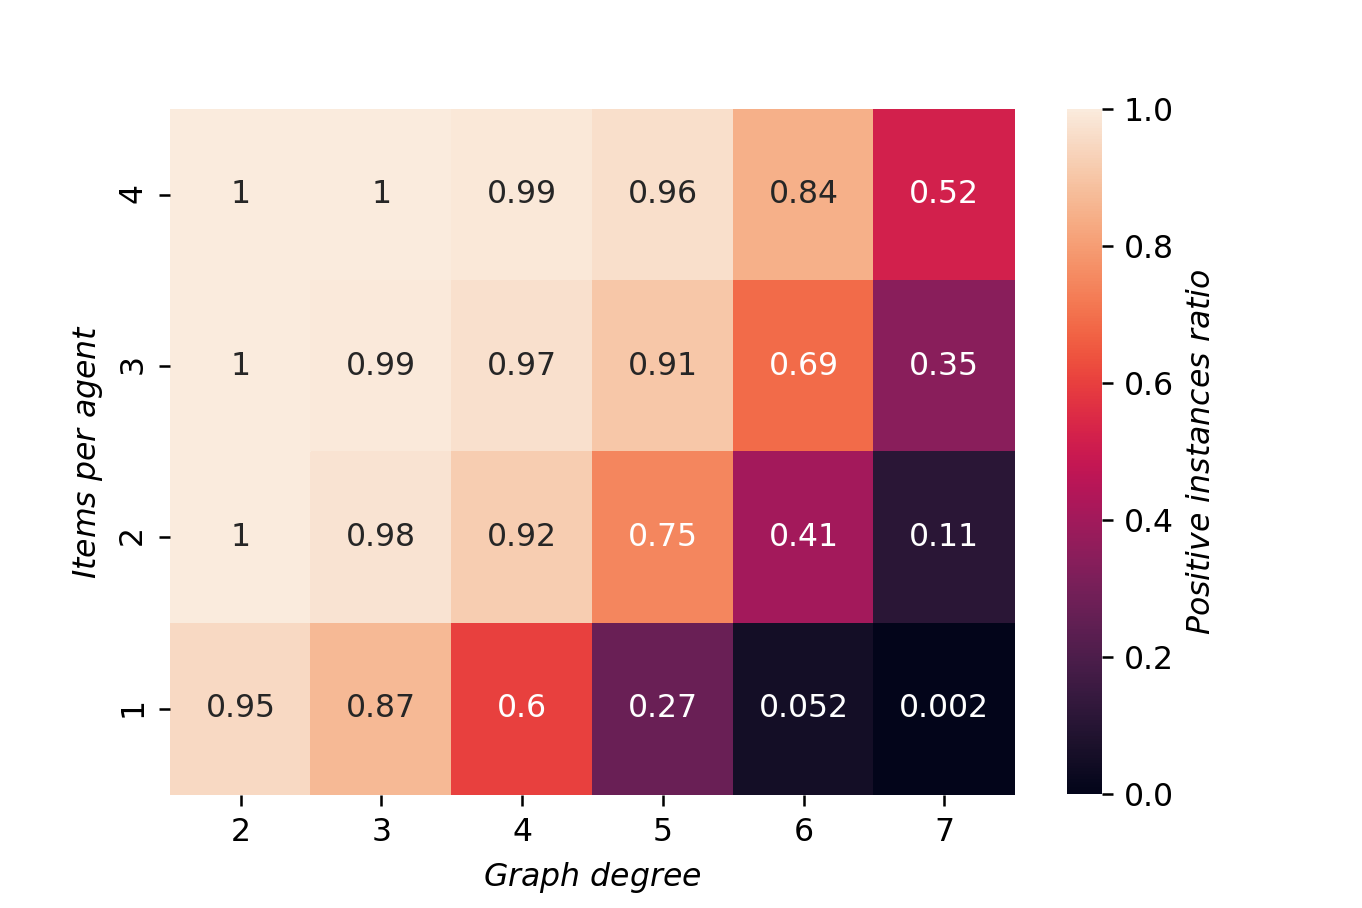 4 1 1 0.99 0.96 0.84 0.52
3 1 0.99 0.97 0.91 0.69 0.35
2 1 0.98 0.92 0.75 0.41 0.11
1 0.95 0.87 0.6 0.27 0.052 0.002
2 3 4 5 6 7
Graph degree
Items per agent
1.0
0.8
0.6
0.4
0.2
0.0
Positive instances ratio